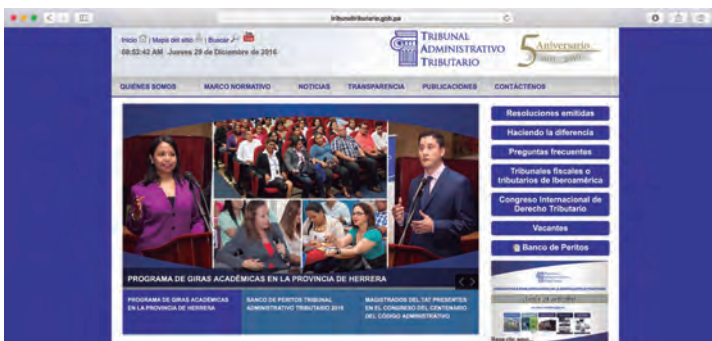 tribunaltributario.gob.pa
Inicio | Mapa del sitio | Buscar
08:52:42 AM Jueves 29 de Diciembre de 2016
TRIBUNAL
ADMINISTRATIVO
TRIBUTARIO
5 Aniversario
QUIÉNES SOMOS MARCO NORMATIVO NOTICIAS TRANSPARENCIA PUBLICACIONES CONTÁCTENOS
Resoluciones emitidas
Haciendo la diferencia
Preguntas frecuentes
Tribunales fiscales o
tributarios de Iberoamérica
Congreso Internacional de
Derecho Tributario
Vacantes
Banco de Peritos
PROGRAMA DE GIRAS ACADÉMICAS EN LA PROVINCIA DE HERRERA
PROGRAMA DE GIRAS ACADÉMICAS
EN LA PROVINCIA DE HERRERA
BANCO DE PERITOS TRIBUNAL
ADMINISTRATIVO TRIBUTARIO 2016
MAGISTRADOS DEL TAT PRESENTES
EN EL CONGRESO DEL CENTENARIO
DEL CÓDIGO ADMINISTRATIVO